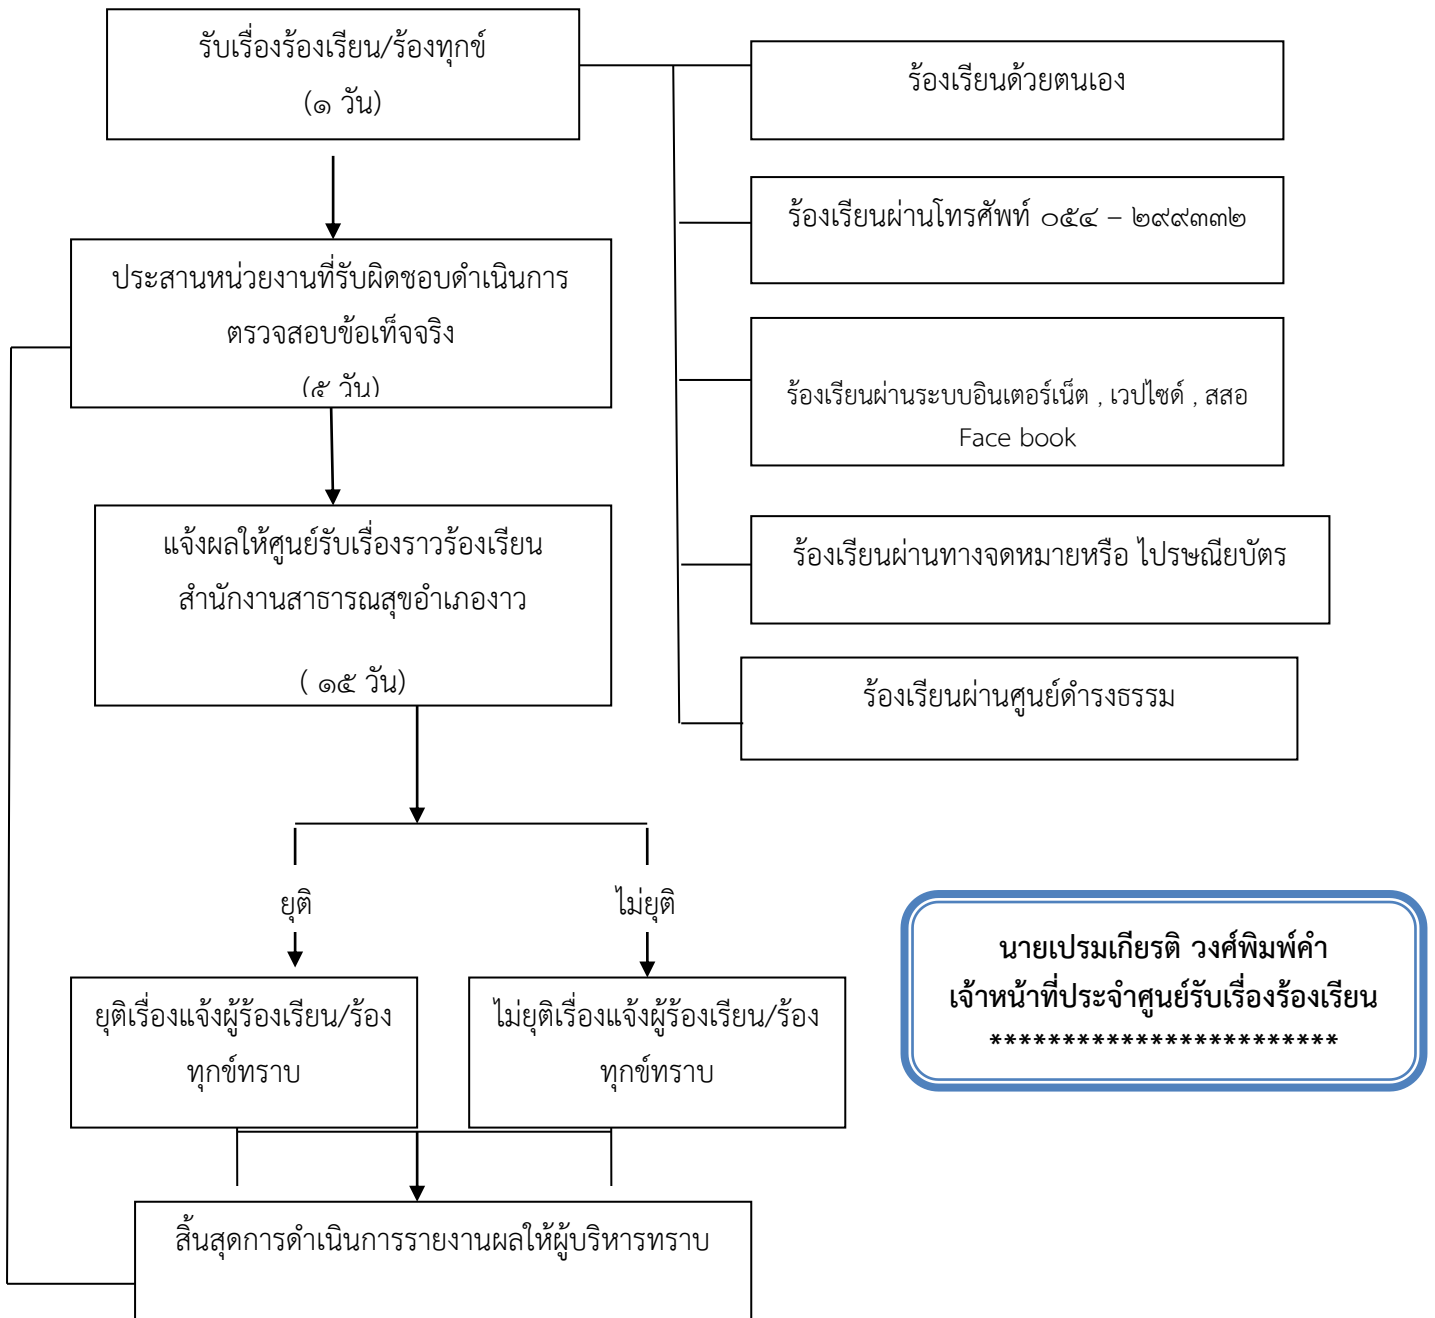 รับเรื่องร้องเรียน/ร้องทุกข์
(๑ วัน)
ร้องเรียนด้วยตนเอง
ร้องเรียนผ่านโทรศัพท์ ๐๕๔ – ๒๙๙๓๓๒
ประสานหน่วยงานที่รับผิดชอบดำเนินการ
ตรวจสอบข้อเท็จจริง
(๕ วัน)
ร้องเรียนผ่านระบบอินเตอร์เน็ต , เวปไซด์ , สสอ
Face book
แจ้งผลให้ศูนย์รับเรื่องราวร้องเรียน
สำนักงานสาธารณสุขอำเภองาว
( ๑๕ วัน)
ร้องเรียนผ่านทางจดหมายหรือ ไปรษณียบัตร
ร้องเรียนผ่านศูนย์ดำรงธรรม
ยุติ
ไม่ยุติ
ยุติเรื่องแจ้งผู้ร้องเรียน/ร้อง
ทุกข์ทราบ
ไม่ยุติเรื่องแจ้งผู้ร้องเรียน/ร้อง
ทุกข์ทราบ
นายเปรมเกียรติ วงศ์พิมพ์คำ
เจ้าหน้าที่ประจำศูนย์รับเรื่องร้องเรียน
************************
สิ้นสุดการดำเนินการรายงานผลให้ผู้บริหารทราบ